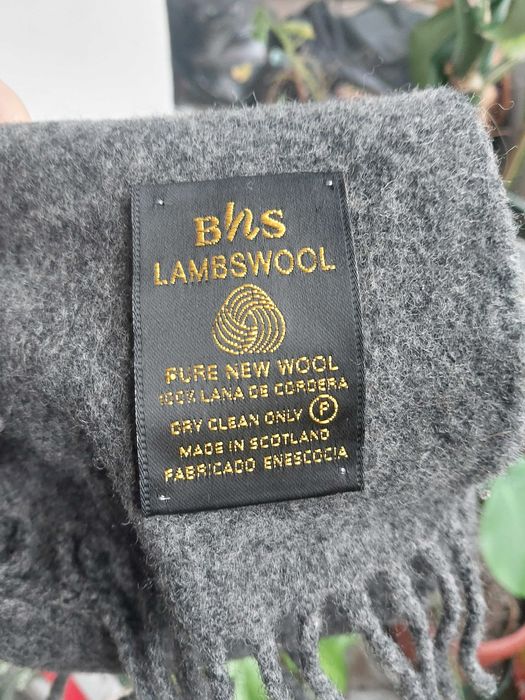 BhS
LAMBSWOOL
PURE NEW WOOL
100% LANA DE CORDERA
DRY CLEAN ONLY P
MADE IN SCOTLAND
FABRICADO ENESCOCIA